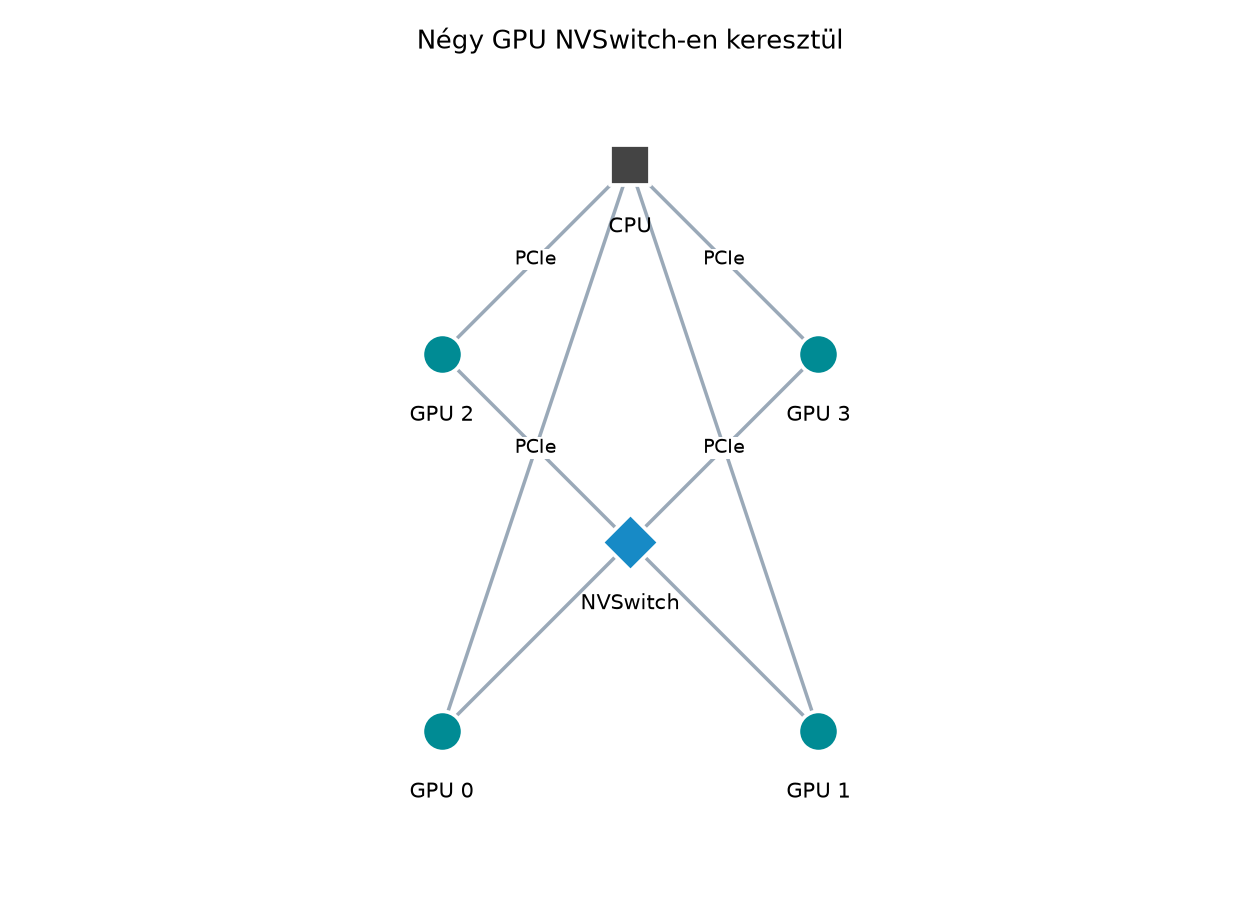 Négy GPU NVSwitch-en keresztül
CPU
PCIe
PCIe
GPU 2
GPU 3
PCIe
PCIe
NVSwitch
GPU 0
GPU 1